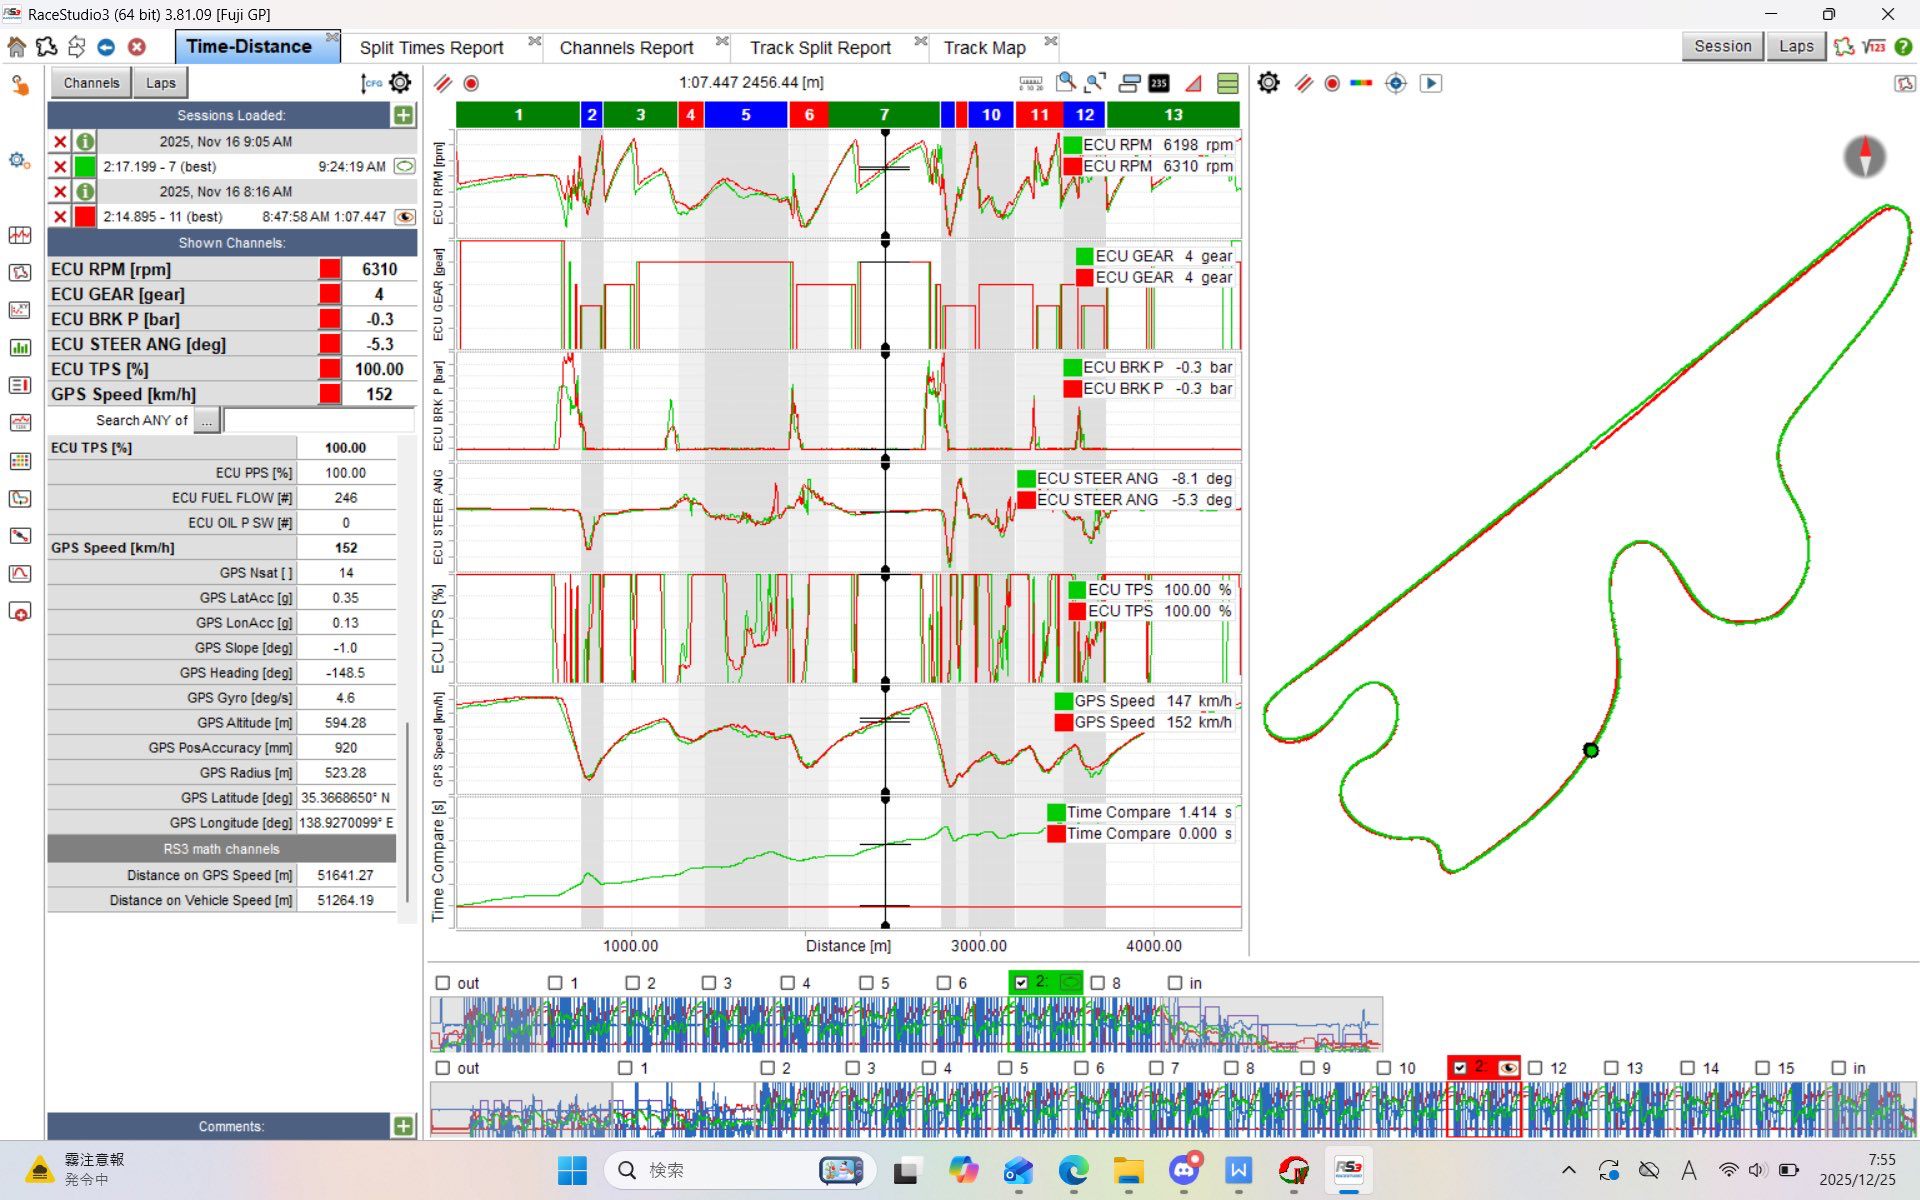 RaceStudio3 (64 bit) 3.81.09 [Fuji GP]
Time-Distance
Split Times Report
Channels Report
Track Split Report
Track Map
Session
Laps
Channels
Laps
CFG
1:07.447 2456.44 [m]
Sessions Loaded:
2025, Nov 16 9:05 AM
2:17.199 - 7 (best) 9:24:19 AM
2025, Nov 16 8:16 AM
2:14.895 - 11 (best) 8:47:58 AM 1:07.447
Shown Channels:
ECU RPM [rpm] 6310
ECU GEAR [gear] 4
ECU BRK P [bar] -0.3
ECU STEER ANG [deg] -5.3
ECU TPS [%] 100.00
GPS Speed [km/h] 152
Search ANY of ...
ECU TPS [%] 100.00
ECU PPS [%] 100.00
ECU FUEL FLOW [#] 246
ECU OIL P SW [#] 0
GPS Speed [km/h] 152
GPS Nsat [ ] 14
GPS LatAcc [g] 0.35
GPS LonAcc [g] 0.13
GPS Slope [deg] -1.0
GPS Heading [deg] -148.5
GPS Gyro [deg/s] 4.6
GPS Altitude [m] 594.28
GPS PosAccuracy [mm] 920
GPS Radius [m] 523.28
GPS Latitude [deg] 35.3668650° N
GPS Longitude [deg] 138.9270099° E
RS3 math channels
Distance on GPS Speed [m] 51641.27
Distance on Vehicle Speed [m] 51264.19
Comments:
1 2 3 4 5 6 7 10 11 12 13
ECU RPM [rpm]
ECU RPM 6198 rpm
ECU RPM 6310 rpm
ECU GEAR [gear]
ECU GEAR 4 gear
ECU GEAR 4 gear
ECU BRK P [bar]
ECU BRK P -0.3 bar
ECU BRK P -0.3 bar
ECU STEER ANG
ECU STEER ANG -8.1 deg
ECU STEER ANG -5.3 deg
ECU TPS [%]
ECU TPS 100.00 %
ECU TPS 100.00 %
GPS Speed [km/h]
GPS Speed 147 km/h
GPS Speed 152 km/h
Time Compare [s]
Time Compare 1.414 s
Time Compare 0.000 s
1000.00 Distance [m] 3000.00 4000.00
out 1 2 3 4 5 6 2: 8 in
out 1 2 3 4 5 6 7 8 9 10 2: 12 13 14 15 in
霧注意報
発令中
検索
A
7:55
2025/12/25